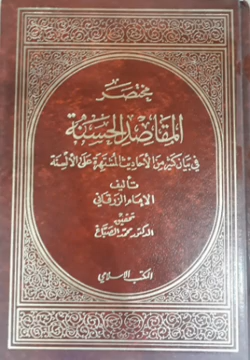 مختصر
المقاصد الحسنة
في بيان كثير من الأحاديث المشتهرة على الألسنة
تأليف
الإمام الزرقاني
تحقيق
الدكتور محمد الصباغ
المكتب الإسلامي